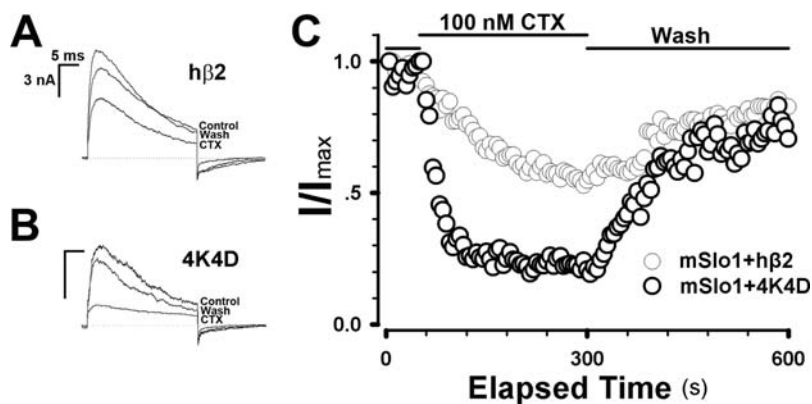 A
5 ms
3 nA
hβ2
Control
Wash
CTX
B
4K4D
Control
Wash
CTX
C
100 nM CTX
Wash
I/Imax
1.0
.5
0.0
mSlo1+hβ2
mSlo1+4K4D
0
300
600
Elapsed Time (s)